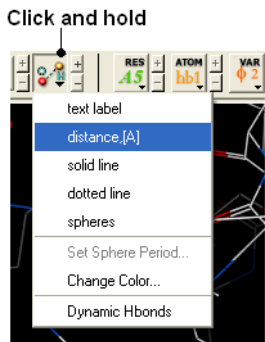 Click and hold
RES ATOM VAR
A5 hb1 Φ 2
text label
distance,[A]
solid line
dotted line
spheres
Set Sphere Period...
Change Color...
Dynamic Hbonds